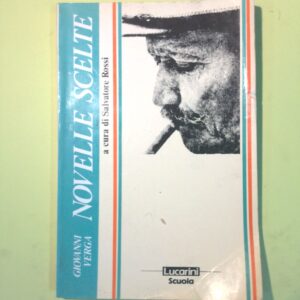 GIOVANNI
VERGA
NOVELLE SCELTE
a cura di Salvatore Rossi
Lucarini
Scuola